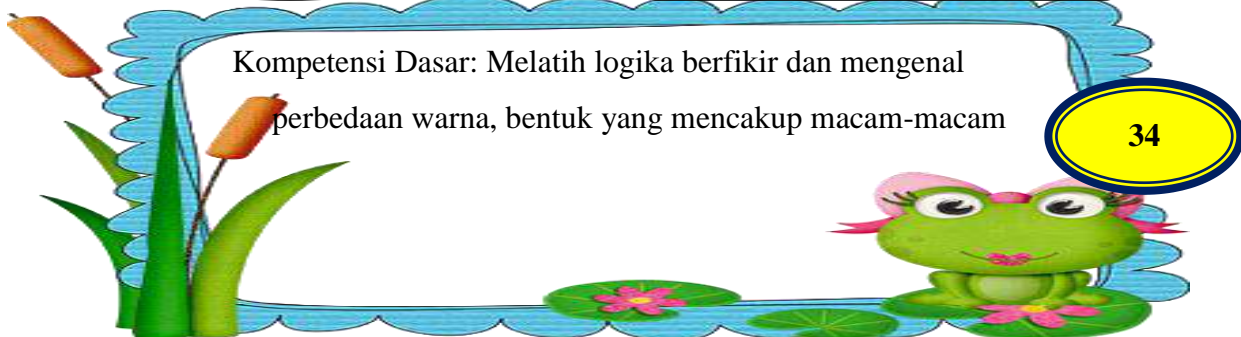 Kompetensi Dasar: Melatih logika berfikir dan mengenal
perbedaan warna, bentuk yang mencakup macam-macam
34